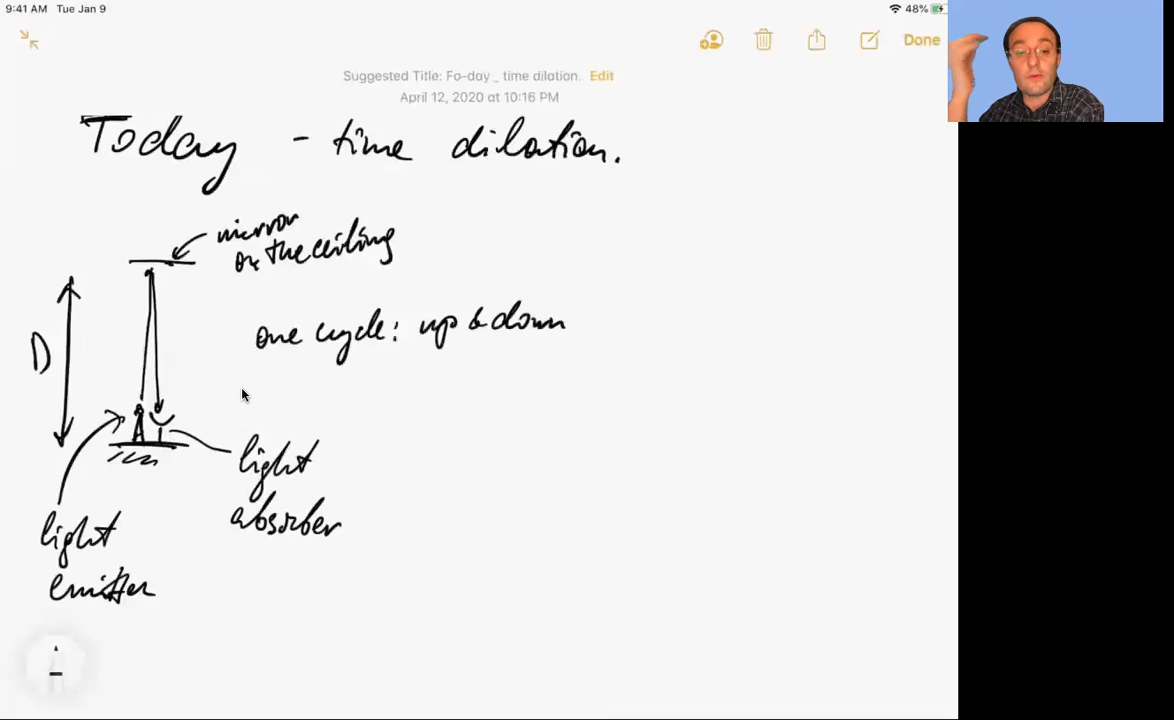 9:41 AM Tue Jan 9
48%
Done
Suggested Title: Fo-day _ time dilation. Edit
April 12, 2020 at 10:16 PM
Today - time dilation.
mirror
on the ceiling
D
one cycle: up & down
light
absorber
light
emitter